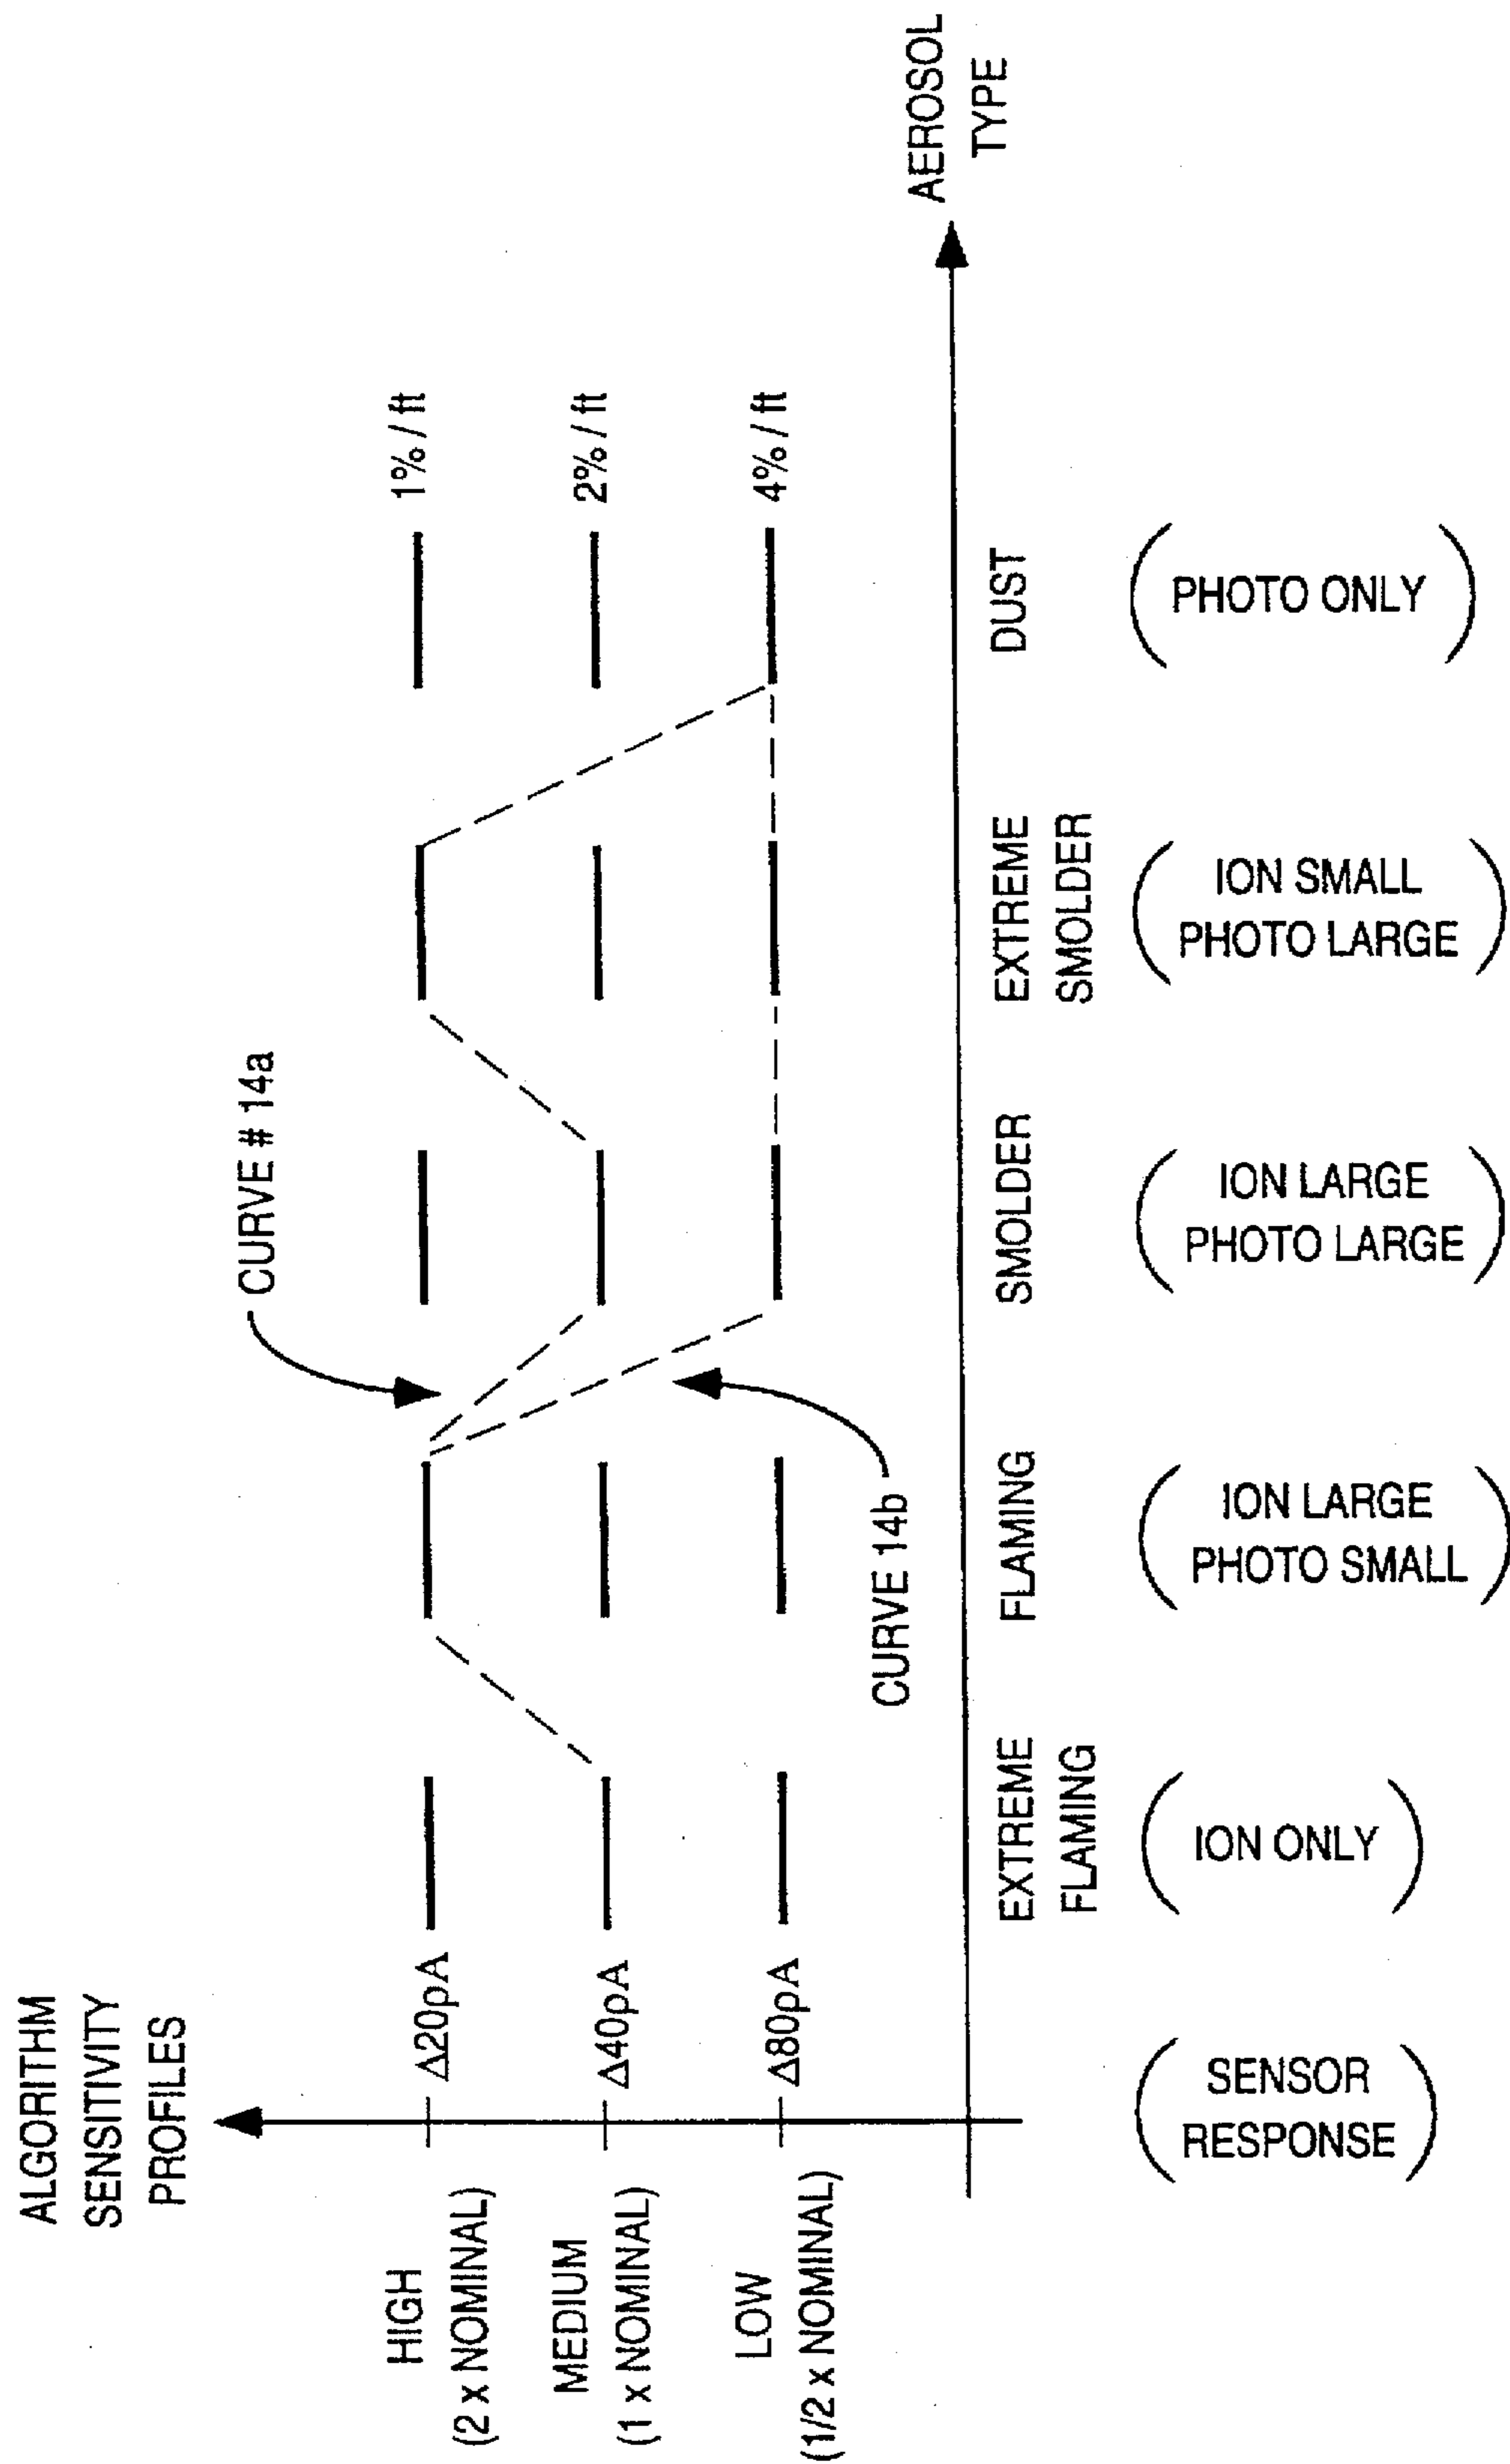 ALGORITHM
SENSITIVITY
PROFILES
HIGH
(2 x NOMINAL)
Δ20pA
1% / ft
MEDIUM
(1 x NOMINAL)
Δ40pA
2% / ft
LOW
(1/2 x NOMINAL)
Δ80pA
4% / ft
CURVE # 14a
CURVE 14b
AEROSOL
TYPE
EXTREME
FLAMING
FLAMING
SMOLDER
EXTREME
SMOLDER
DUST
(SENSOR
RESPONSE)
(ION ONLY)
(ION LARGE
PHOTO SMALL)
(ION LARGE
PHOTO LARGE)
(ION SMALL
PHOTO LARGE)
(PHOTO ONLY)